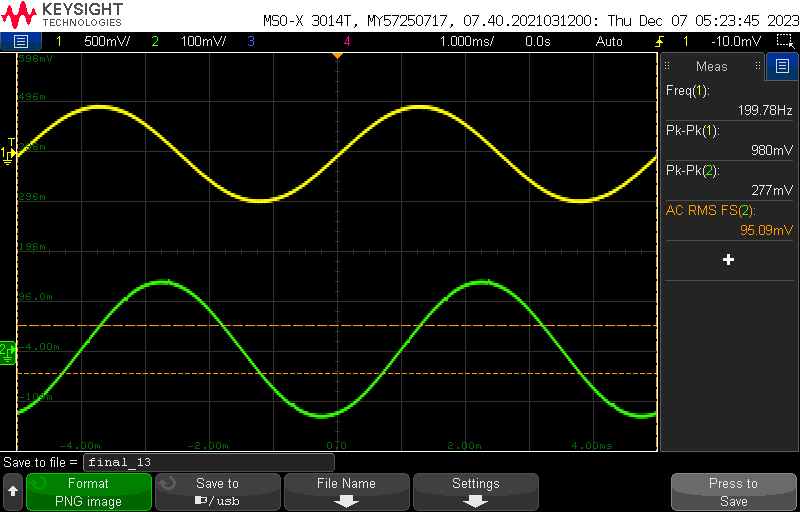 KEYSIGHT
TECHNOLOGIES
MSO-X 3014T, MY57250717, 07.40.2021031200: Thu Dec 07 05:23:45 2023
1 500mV/ 2 100mV/ 3 4 1.000ms/ 0.0s Auto 1 -10.0mV
596mV
Meas
496m
Freq(1):
199.78Hz
Pk-Pk(1):
T
1 396m
980mV
Pk-Pk(2):
296m
277mV
AC RMS FS(2):
95.09mV
196m
96.0m
2 -4.00m
-104m
-4.00m -2.00m 0.0 2.00m 4.00ms
Save to file = final_13
Format
PNG image
Save to
/usb
File Name
Settings
Press to
Save